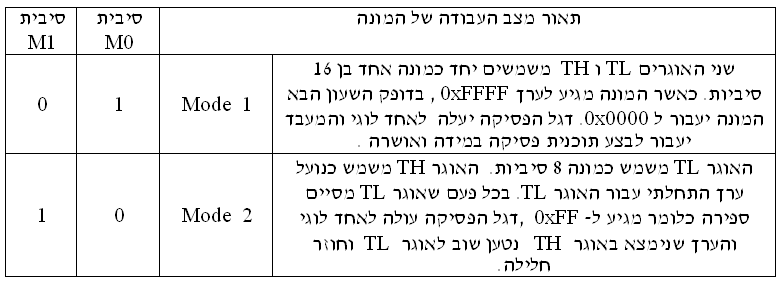 תאור מצב העבודה של המונה
סיבית M0
סיבית M1
שני האוגרים TL ו TH משמשים יחד כמונה אחד בן 16
סיביות. כאשר המונה מגיע לערך 0xFFFF , בדופק השעון הבא
המונה יעבור ל 0x0000. דגל הפסיקה יעלה לאחד לוגי והמעבד
יעבור לבצע תוכנית פסיקה במידה ואושרה .
Mode 1
1
0
האוגר TL משמש כמונה 8 סיביות. האוגר TH משמש כנועל
ערך התחלתי עבור האוגר TL. בכל פעם שאוגר TL מסיים
ספירה כלומר מגיע ל- 0xFF ,דגל הפסיקה עולה לאחד לוגי
והערך שנימצא באוגר TH נטען שוב לאוגר TL וחוזר
חלילה.
Mode 2
0
1